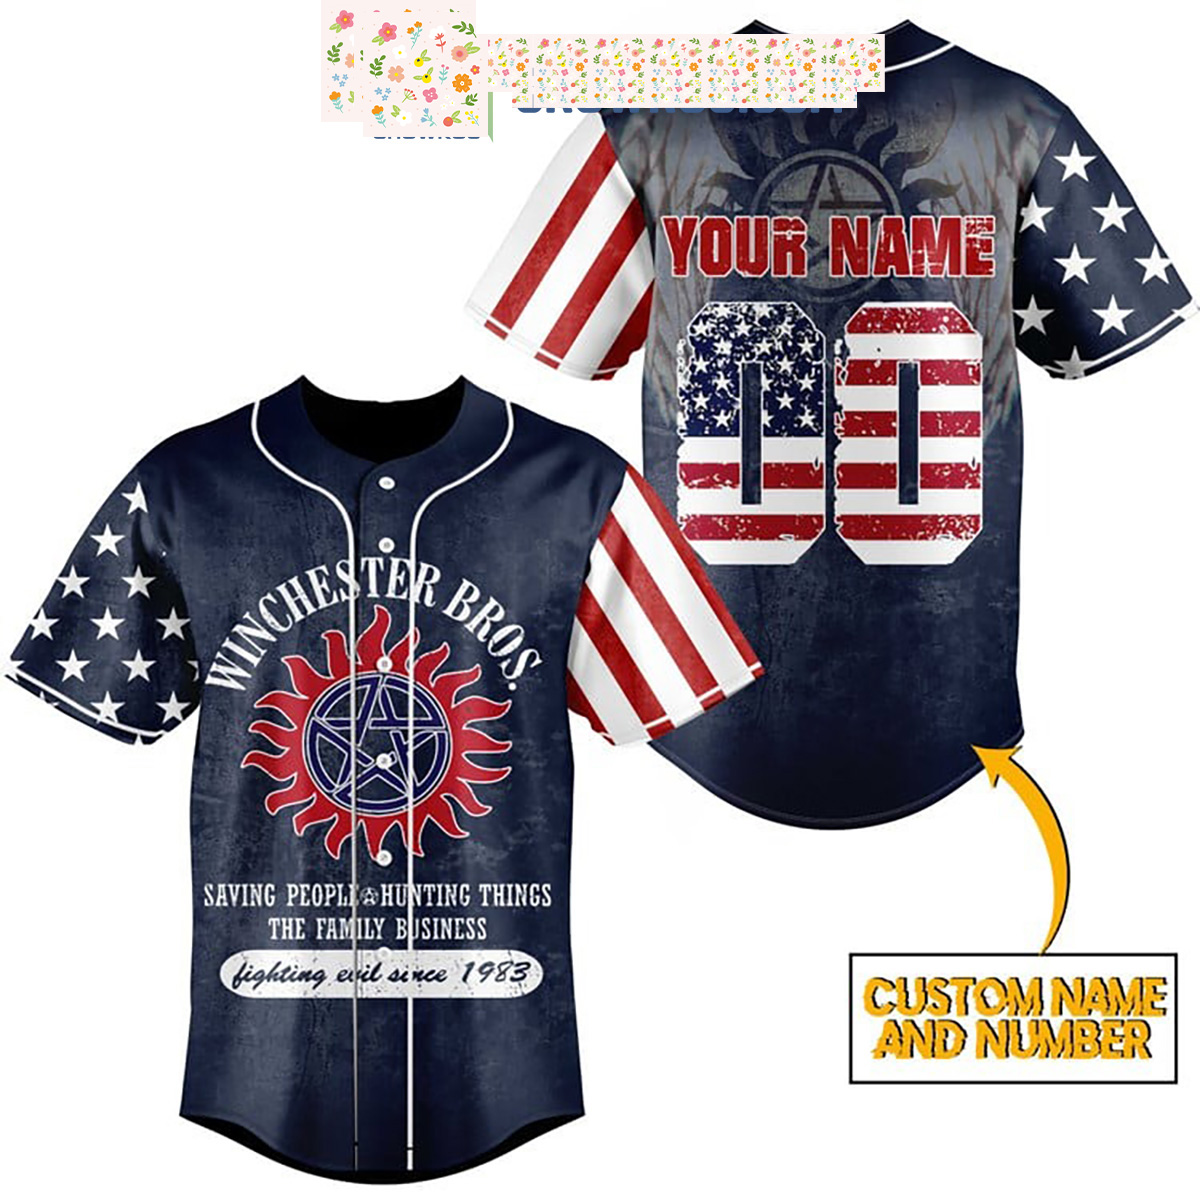 YOUR NAME
00
WINCHESTER BROS.
SAVING PEOPLE HUNTING THINGS
THE FAMILY BUSINESS
fighting evil since 1983
CUSTOM NAME
AND NUMBER